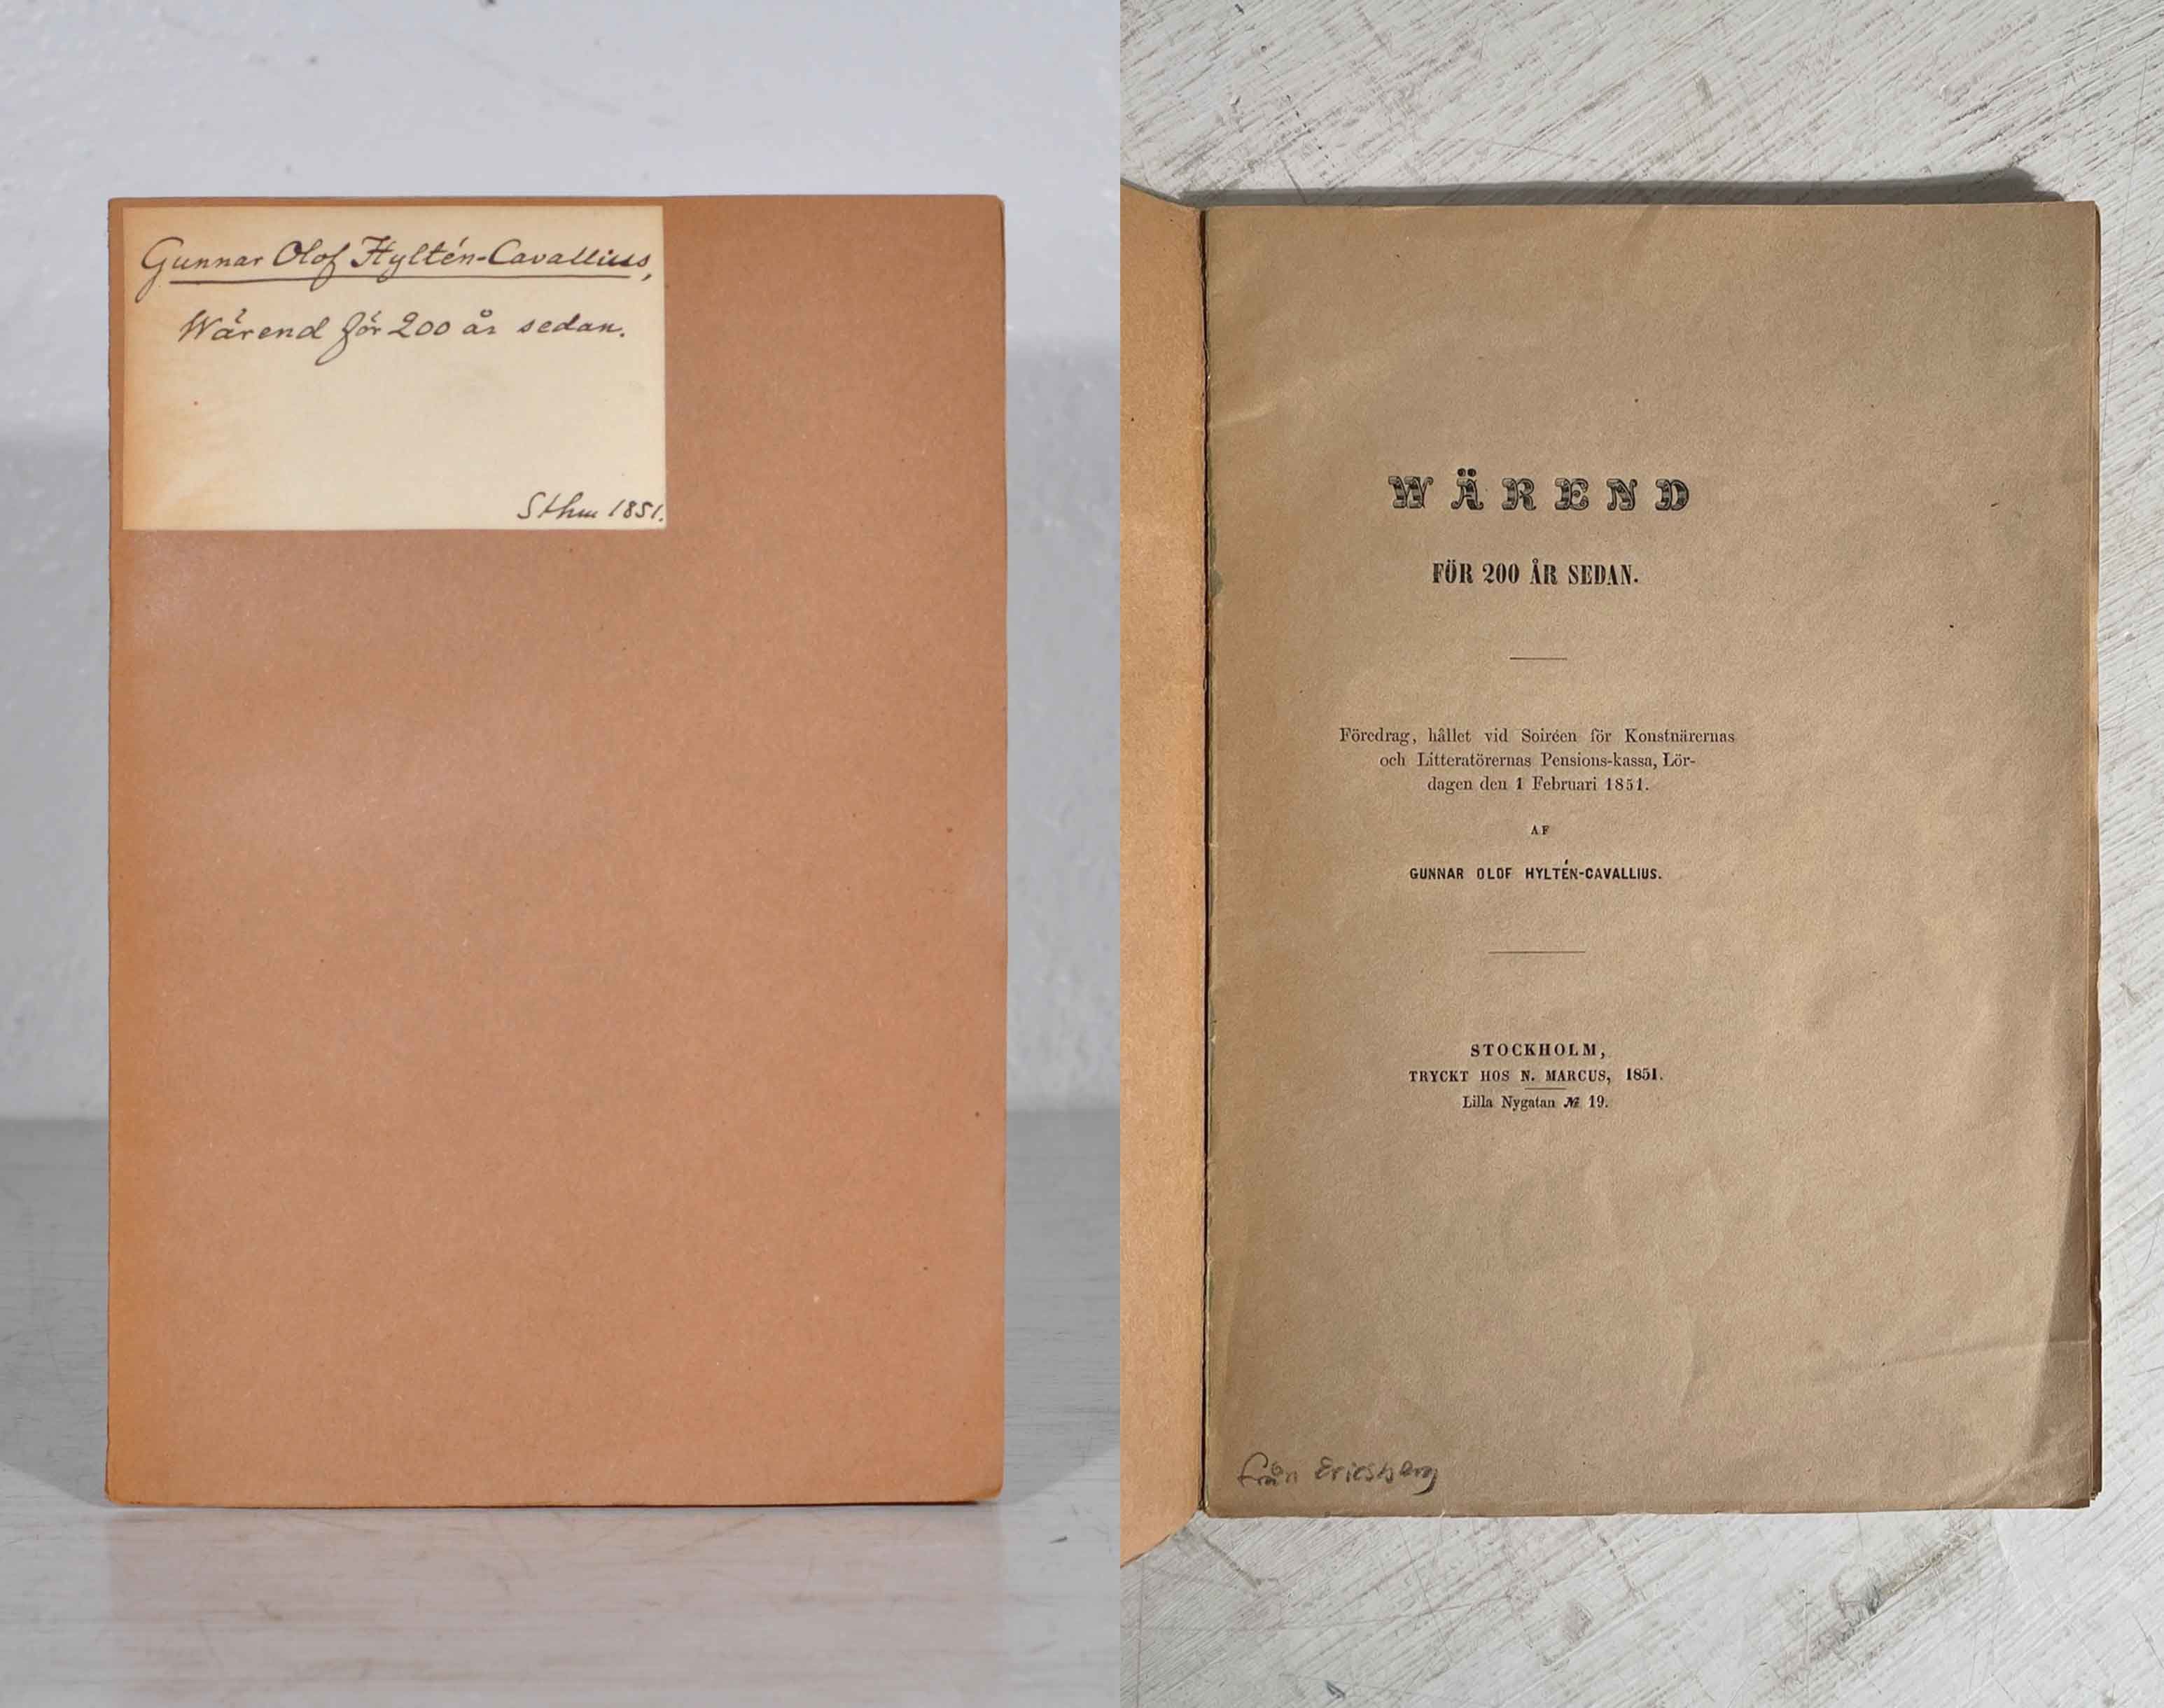 Gunnar Olof Hyltén-Cavallius,
Wärend för 200 år sedan.
Sthm 1851.
WÄREND
FÖR 200 ÅR SEDAN.
Föredrag, hållet vid Soiréen för Konstnärernas
och Litteratörernas Pensions-kassa, Lör-
dagen den 1 Februari 1851.
AF
GUNNAR OLOF HYLTÉN-CAVALLIUS.
STOCKHOLM,
TRYCKT HOS N. MARCUS, 1851.
Lilla Nygatan № 19.
från Ericsberg